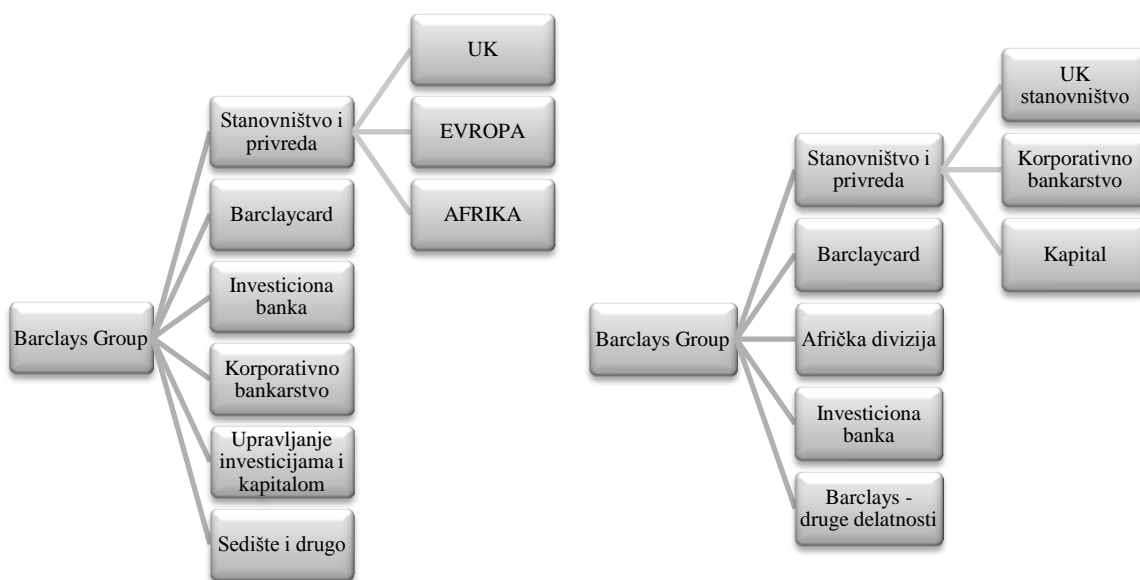 Barclays Group
Stanovništvo i
privreda
UK
EVROPA
AFRIKA
Barclaycard
Investiciona
banka
Korporativno
bankarstvo
Upravljanje
investicijama i
kapitalom
Sedište i drugo
Barclays Group
Stanovništvo i
privreda
UK
stanovništvo
Korporativno
bankarstvo
Kapital
Barclaycard
Afrička divizija
Investiciona
banka
Barclays -
druge delatnosti